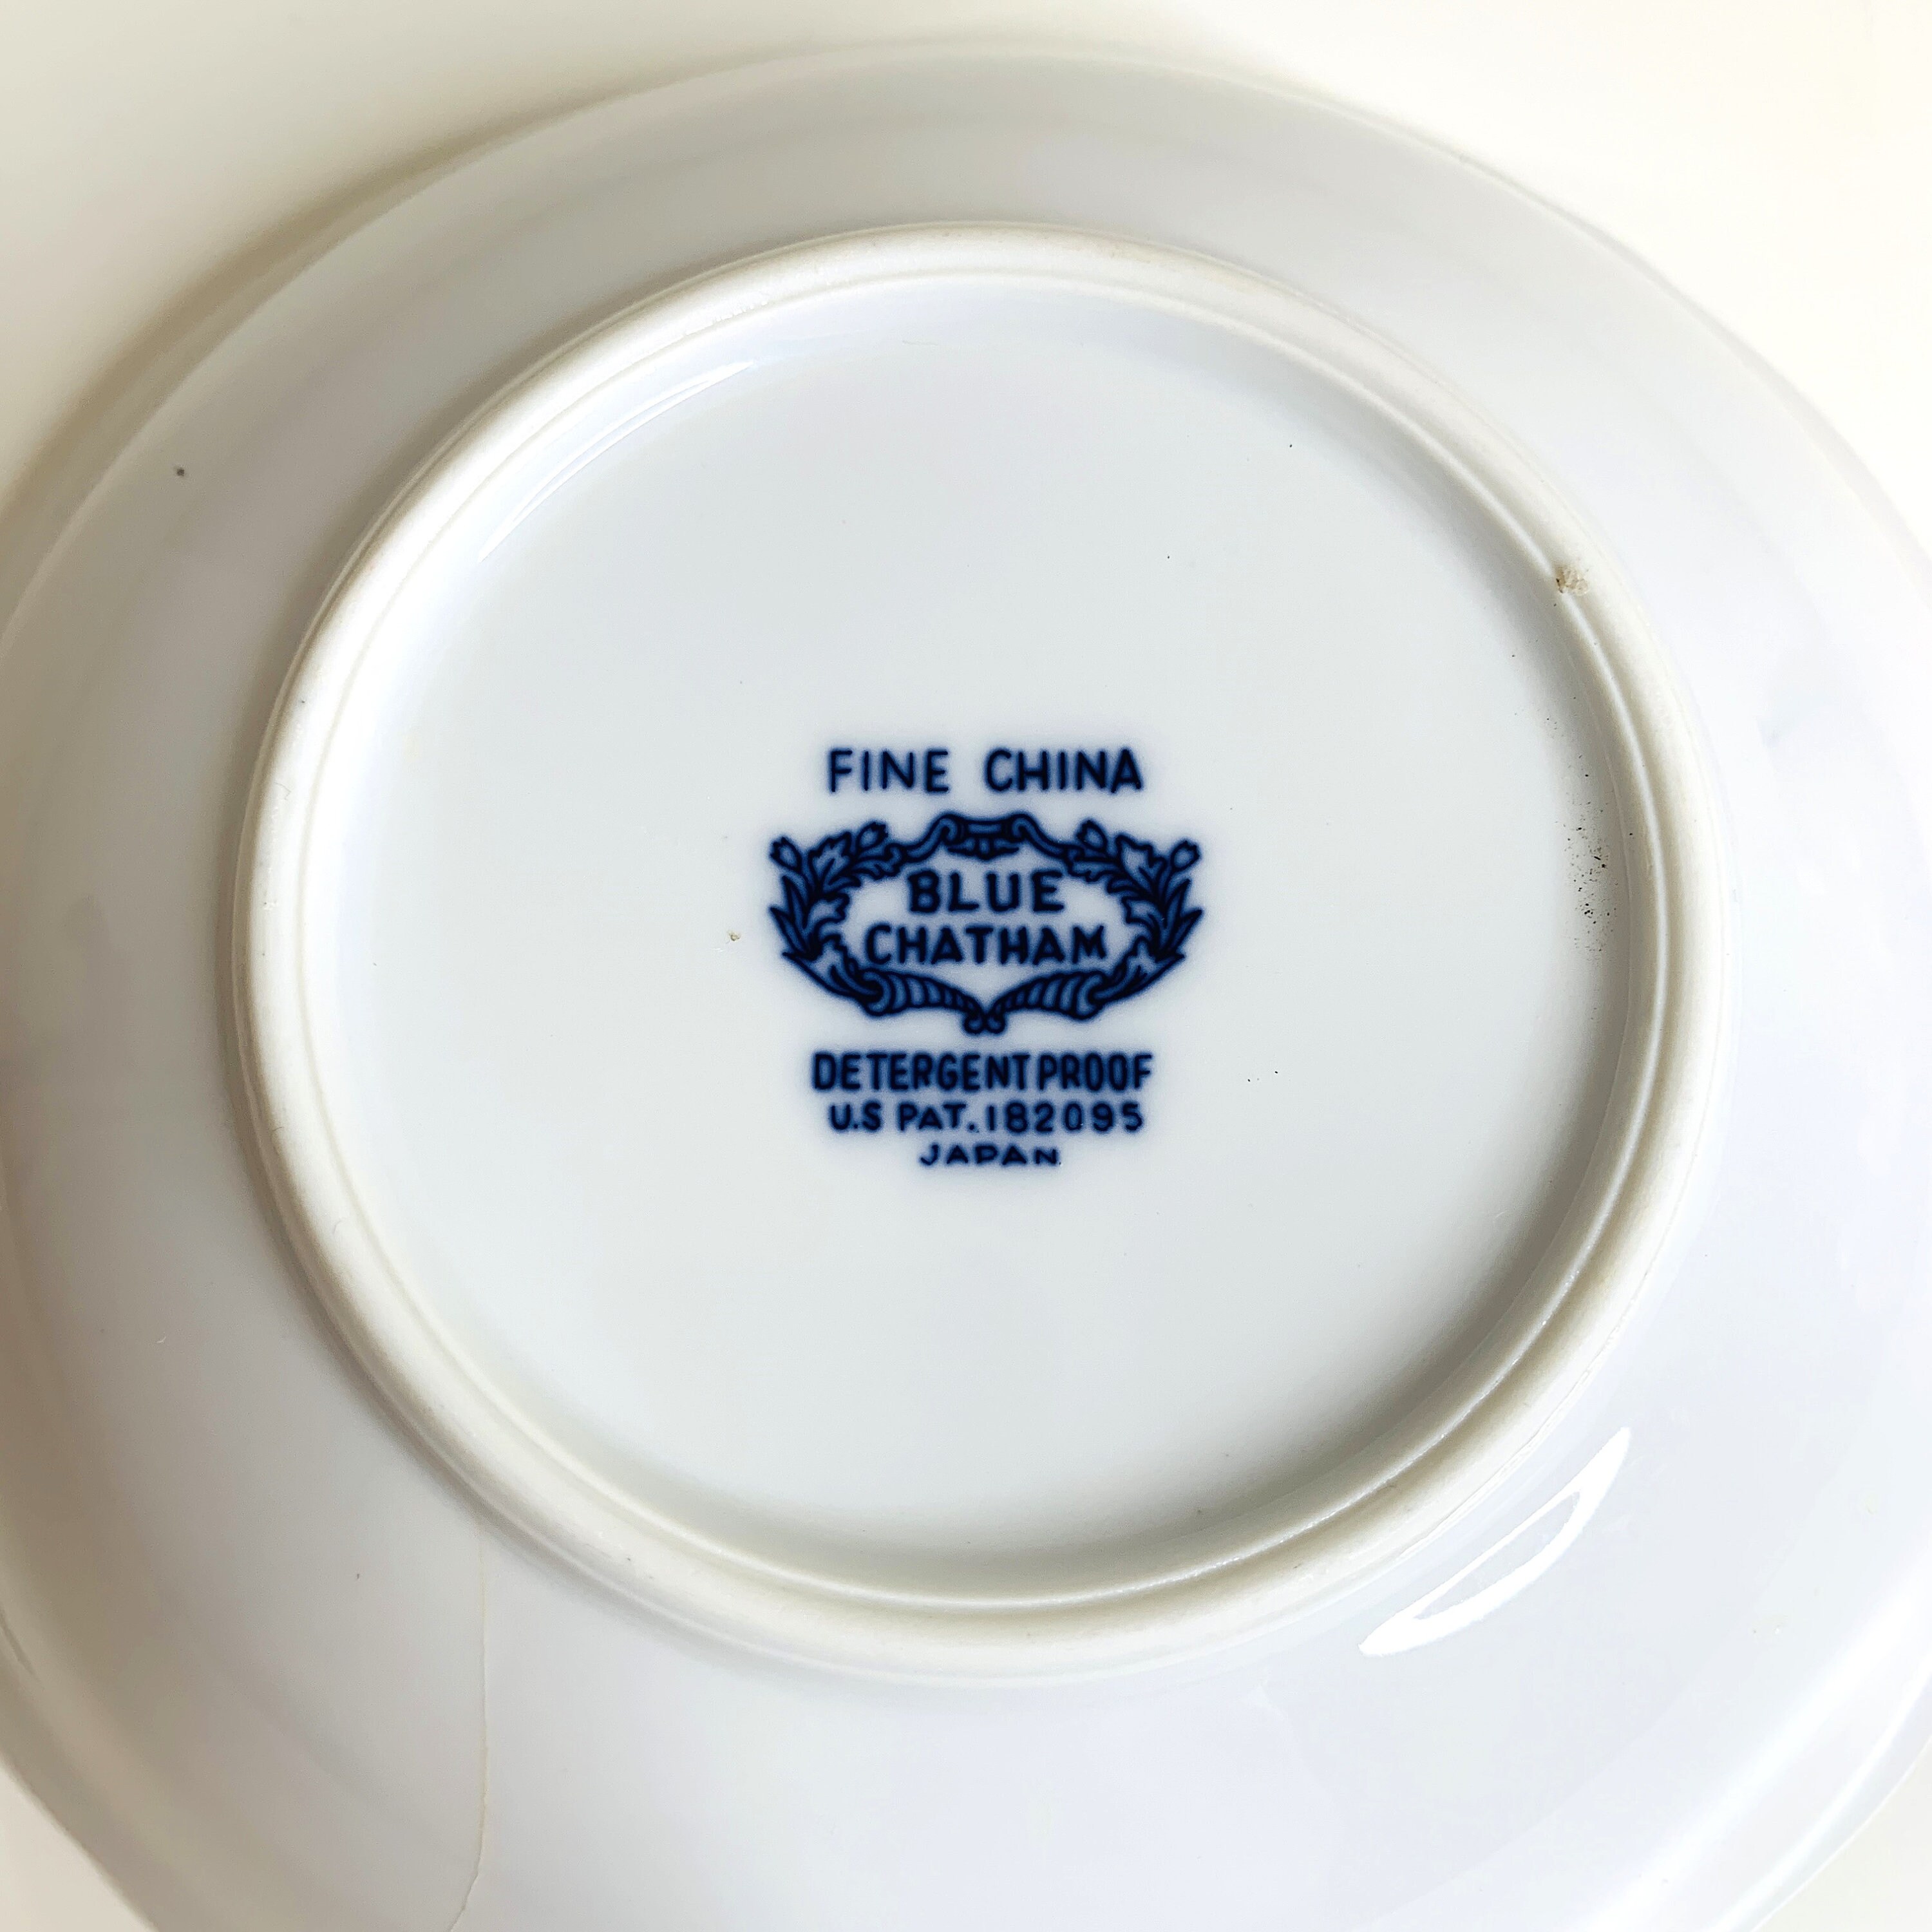 FINE CHINA
BLUE
CHATHAM
DETERGENT PROOF
U.S PAT. 182095
JAPAN